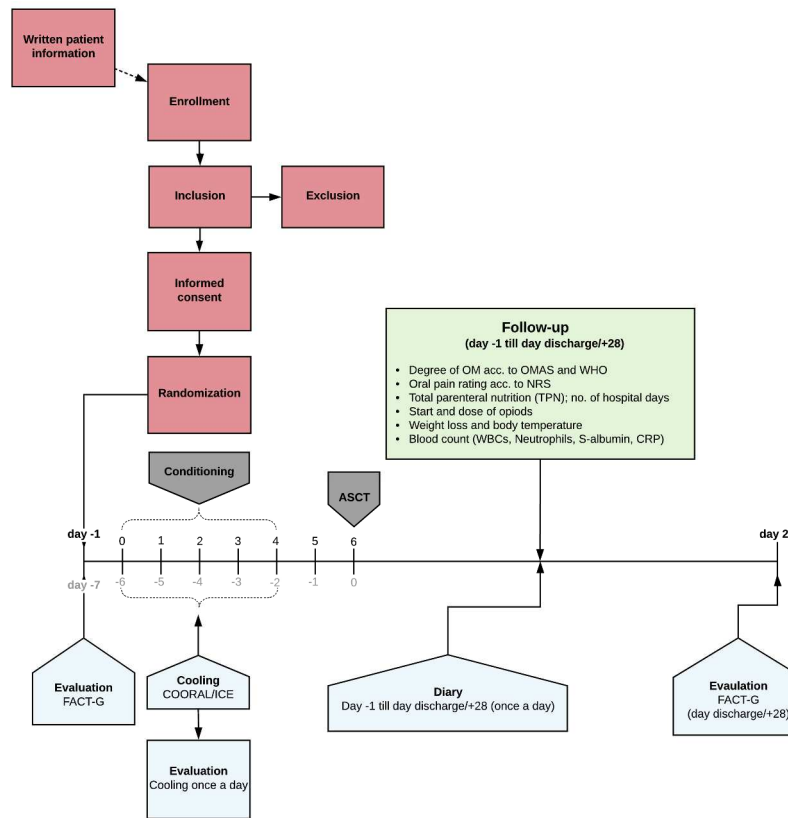 Written patient
information
Enrollment
Inclusion
Exclusion
Informed
consent
Randomization
Follow-up
(day -1 till day discharge/+28)
• Degree of OM acc. to OMAS and WHO
• Oral pain rating acc. to NRS
• Total parenteral nutrition (TPN); no. of hospital days
• Start and dose of opiods
• Weight loss and body temperature
• Blood count (WBCs, Neutrophils, S-albumin, CRP)
Conditioning
ASCT
day -1 0 1 2 3 4 5 6 day 2
day -7 -6 -5 -4 -3 -2 -1 0
Evaluation
FACT-G
Cooling
COORAL/ICE
Evaluation
Cooling once a day
Diary
Day -1 till day discharge/+28 (once a day)
Evaulation
FACT-G
(day discharge/+28)